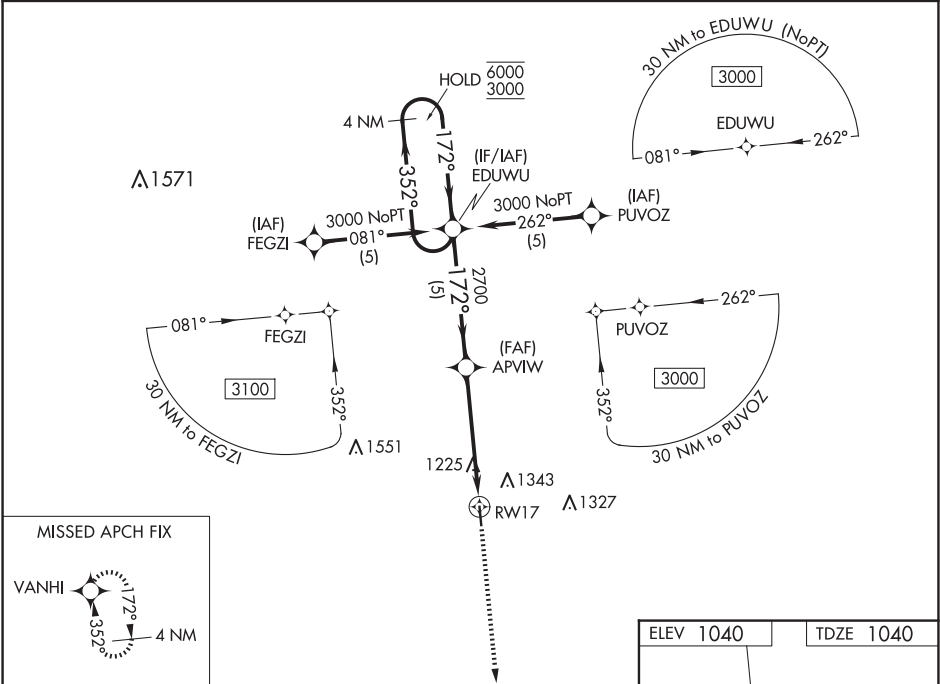 30 NM to EDUWU (NoPT)
3000
EDUWU
081°
262°
HOLD 6000
3000
4 NM
172°
352°
(IF/IAF)
EDUWU
1571
(IAF)
FEGZI
3000 NoPT
081°
(5)
3000 NoPT
262°
(5)
(IAF)
PUVOZ
2700
172°
(5)
081°
FEGZI
3100
352°
30 NM to FEGZI
262°
PUVOZ
3000
352°
30 NM to PUVOZ
(FAF)
APVIW
1551
1225
1343
1327
RW17
MISSED APCH FIX
VANHI
172°
352°
4 NM
ELEV 1040
TDZE 1040